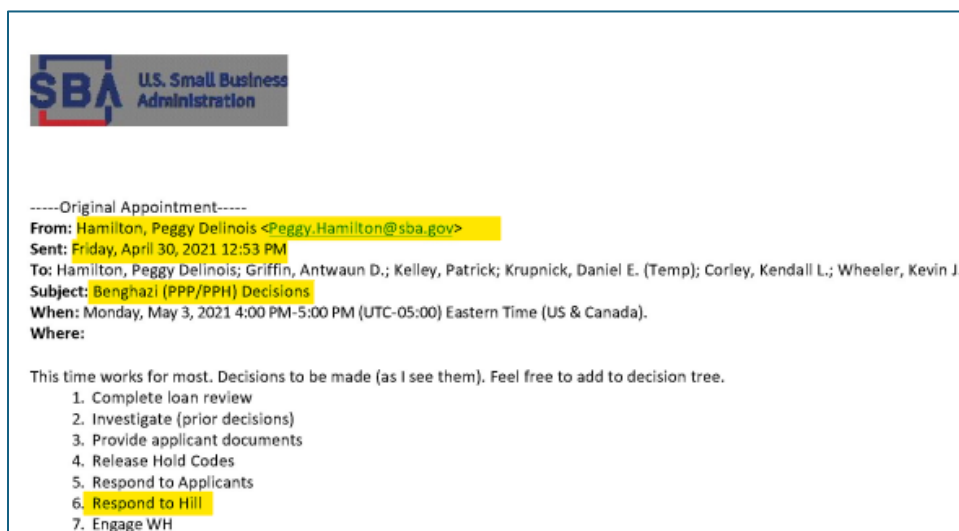 SBA U.S. Small Business
Administration
-----Original Appointment-----
From: Hamilton, Peggy Delinois <Peggy.Hamilton@sba.gov>
Sent: Friday, April 30, 2021 12:53 PM
To: Hamilton, Peggy Delinois; Griffin, Antwaun D.; Kelley, Patrick; Krupnick, Daniel E. (Temp); Corley, Kendall L.; Wheeler, Kevin J.
Subject: Benghazi (PPP/PPH) Decisions
When: Monday, May 3, 2021 4:00 PM-5:00 PM (UTC-05:00) Eastern Time (US & Canada).
Where:
This time works for most. Decisions to be made (as I see them). Feel free to add to decision tree.
1. Complete loan review
2. Investigate (prior decisions)
3. Provide applicant documents
4. Release Hold Codes
5. Respond to Applicants
6. Respond to Hill
7. Engage WH